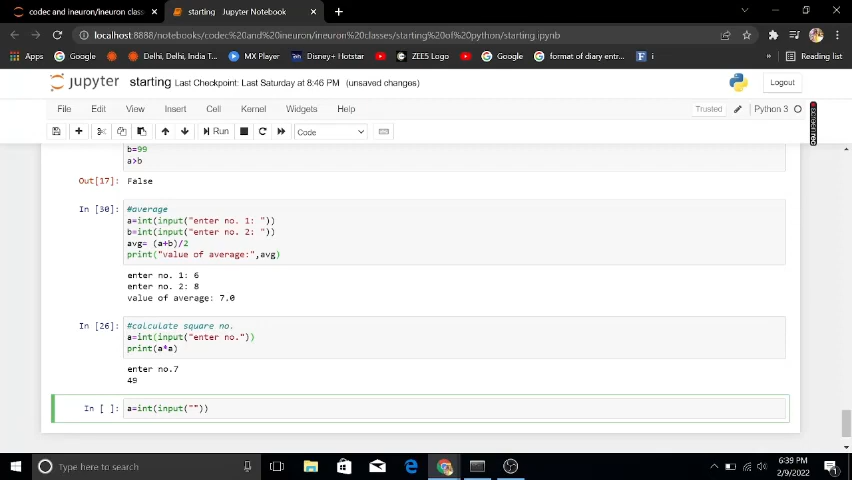 codec and ineuron/ineuron classe
starting - Jupyter Notebook
localhost:8888/notebooks/codec%20and%20ineuron/ineuron%20classes/starting%20of%20python/starting.ipynb
Apps
Google
Delhi, Delhi, India T...
MX Player
Disney+ Hotstar
ZEE5 Logo
Google
format of diary entr...
i
»
Reading list
jupyter starting Last Checkpoint: Last Saturday at 8:46 PM (unsaved changes)
Logout
File Edit View Insert Cell Kernel Widgets Help
Trusted
Python 3
Run
Code
b=99
a>b
Out[17]: False
In [30]: #average
a=int(input("enter no. 1: "))
b=int(input("enter no. 2: "))
avg= (a+b)/2
print("value of average:",avg)
enter no. 1: 6
enter no. 2: 8
value of average: 7.0
In [26]: #calculate square no.
a=int(input("enter no."))
print(a*a)
enter no.7
49
In [ ]: a=int(input(""))
Type here to search
6:39 PM
2/9/2022